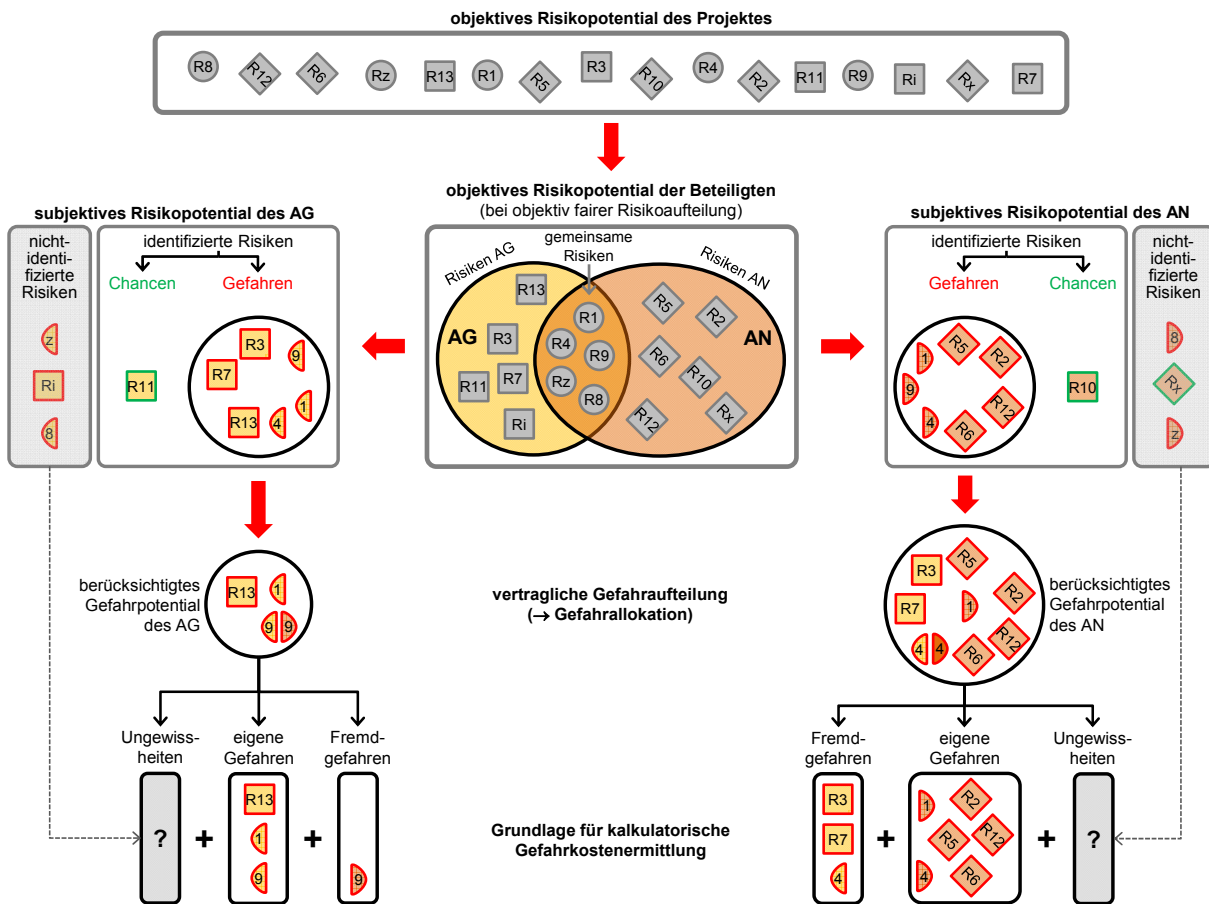 objektives Risikopotential des Projektes
R8 R12 R6 Rz R13 R1 R5 R3 R10 R4 R2 R11 R9 Ri Rx R7
objektives Risikopotential der Beteiligten
(bei objektiv fairer Risikoaufteilung)
subjektives Risikopotential des AG
nicht-
identi-
fizierte
Risiken
z
Ri
8
identifizierte Risiken
Chancen Gefahren
R11
R3
9
R7
1
R13 4
gemeinsame
Risiken
Risiken AG
Risiken AN
AG
AN
R13
R3
R11
R7
Ri
R1
R4
R9
Rz
R8
R5
R2
R6
R10
R12
Rx
subjektives Risikopotential des AN
identifizierte Risiken
Gefahren Chancen
1
R5
R2
9
R12
4
R6
R10
nicht-
identi-
fizierte
Risiken
8
Rx
z
berücksichtigtes
Gefahrpotential
des AG
R13
1
9 9
vertragliche Gefahraufteilung
(→ Gefahrallokation)
R3
R5
R7
1
R2
4 4
R6
R12
berücksichtigtes
Gefahrpotential
des AN
Ungewiss-
heiten
eigene
Gefahren
Fremd-
gefahren
? +
R13
1
9
+
9
Grundlage für kalkulatorische
Gefahrkostenermittlung
Fremd-
gefahren
eigene
Gefahren
Ungewiss-
heiten
R3
R7
4
+
1
R2
R5
R12
4
R6
+ ?